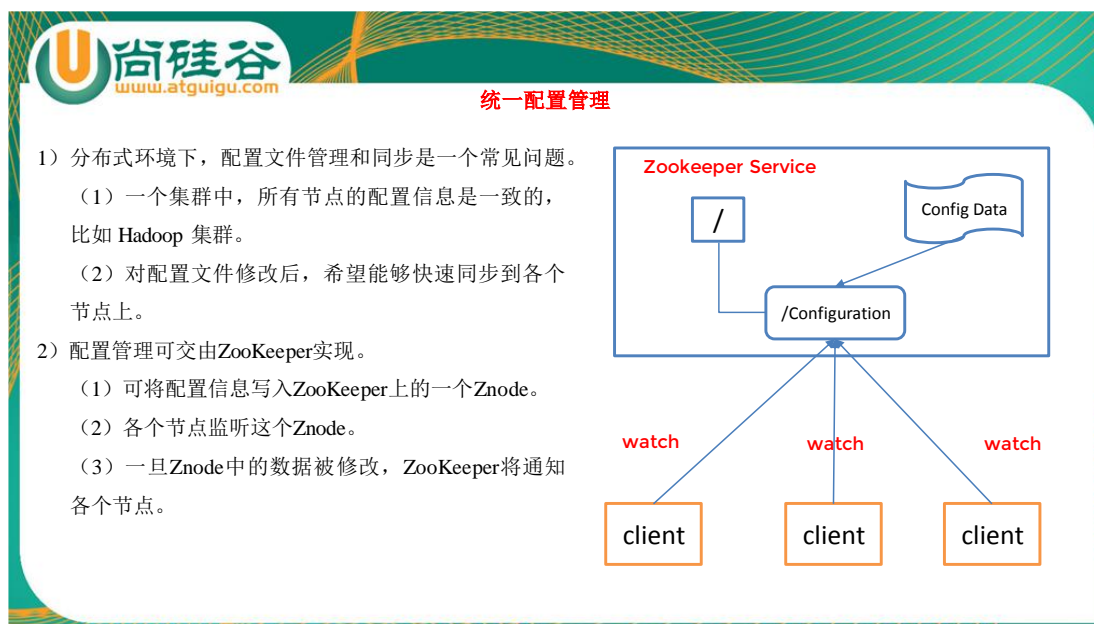 U尚硅谷
www.atguigu.com
统一配置管理
1）分布式环境下，配置文件管理和同步是一个常见问题。
（1）一个集群中，所有节点的配置信息是一致的，
比如 Hadoop 集群。
（2）对配置文件修改后，希望能够快速同步到各个
节点上。
2）配置管理可交由ZooKeeper实现。
（1）可将配置信息写入ZooKeeper上的一个Znode。
（2）各个节点监听这个Znode。
（3）一旦Znode中的数据被修改，ZooKeeper将通知
各个节点。
Zookeeper Service
/
Config Data
/Configuration
watch
watch
watch
client
client
client